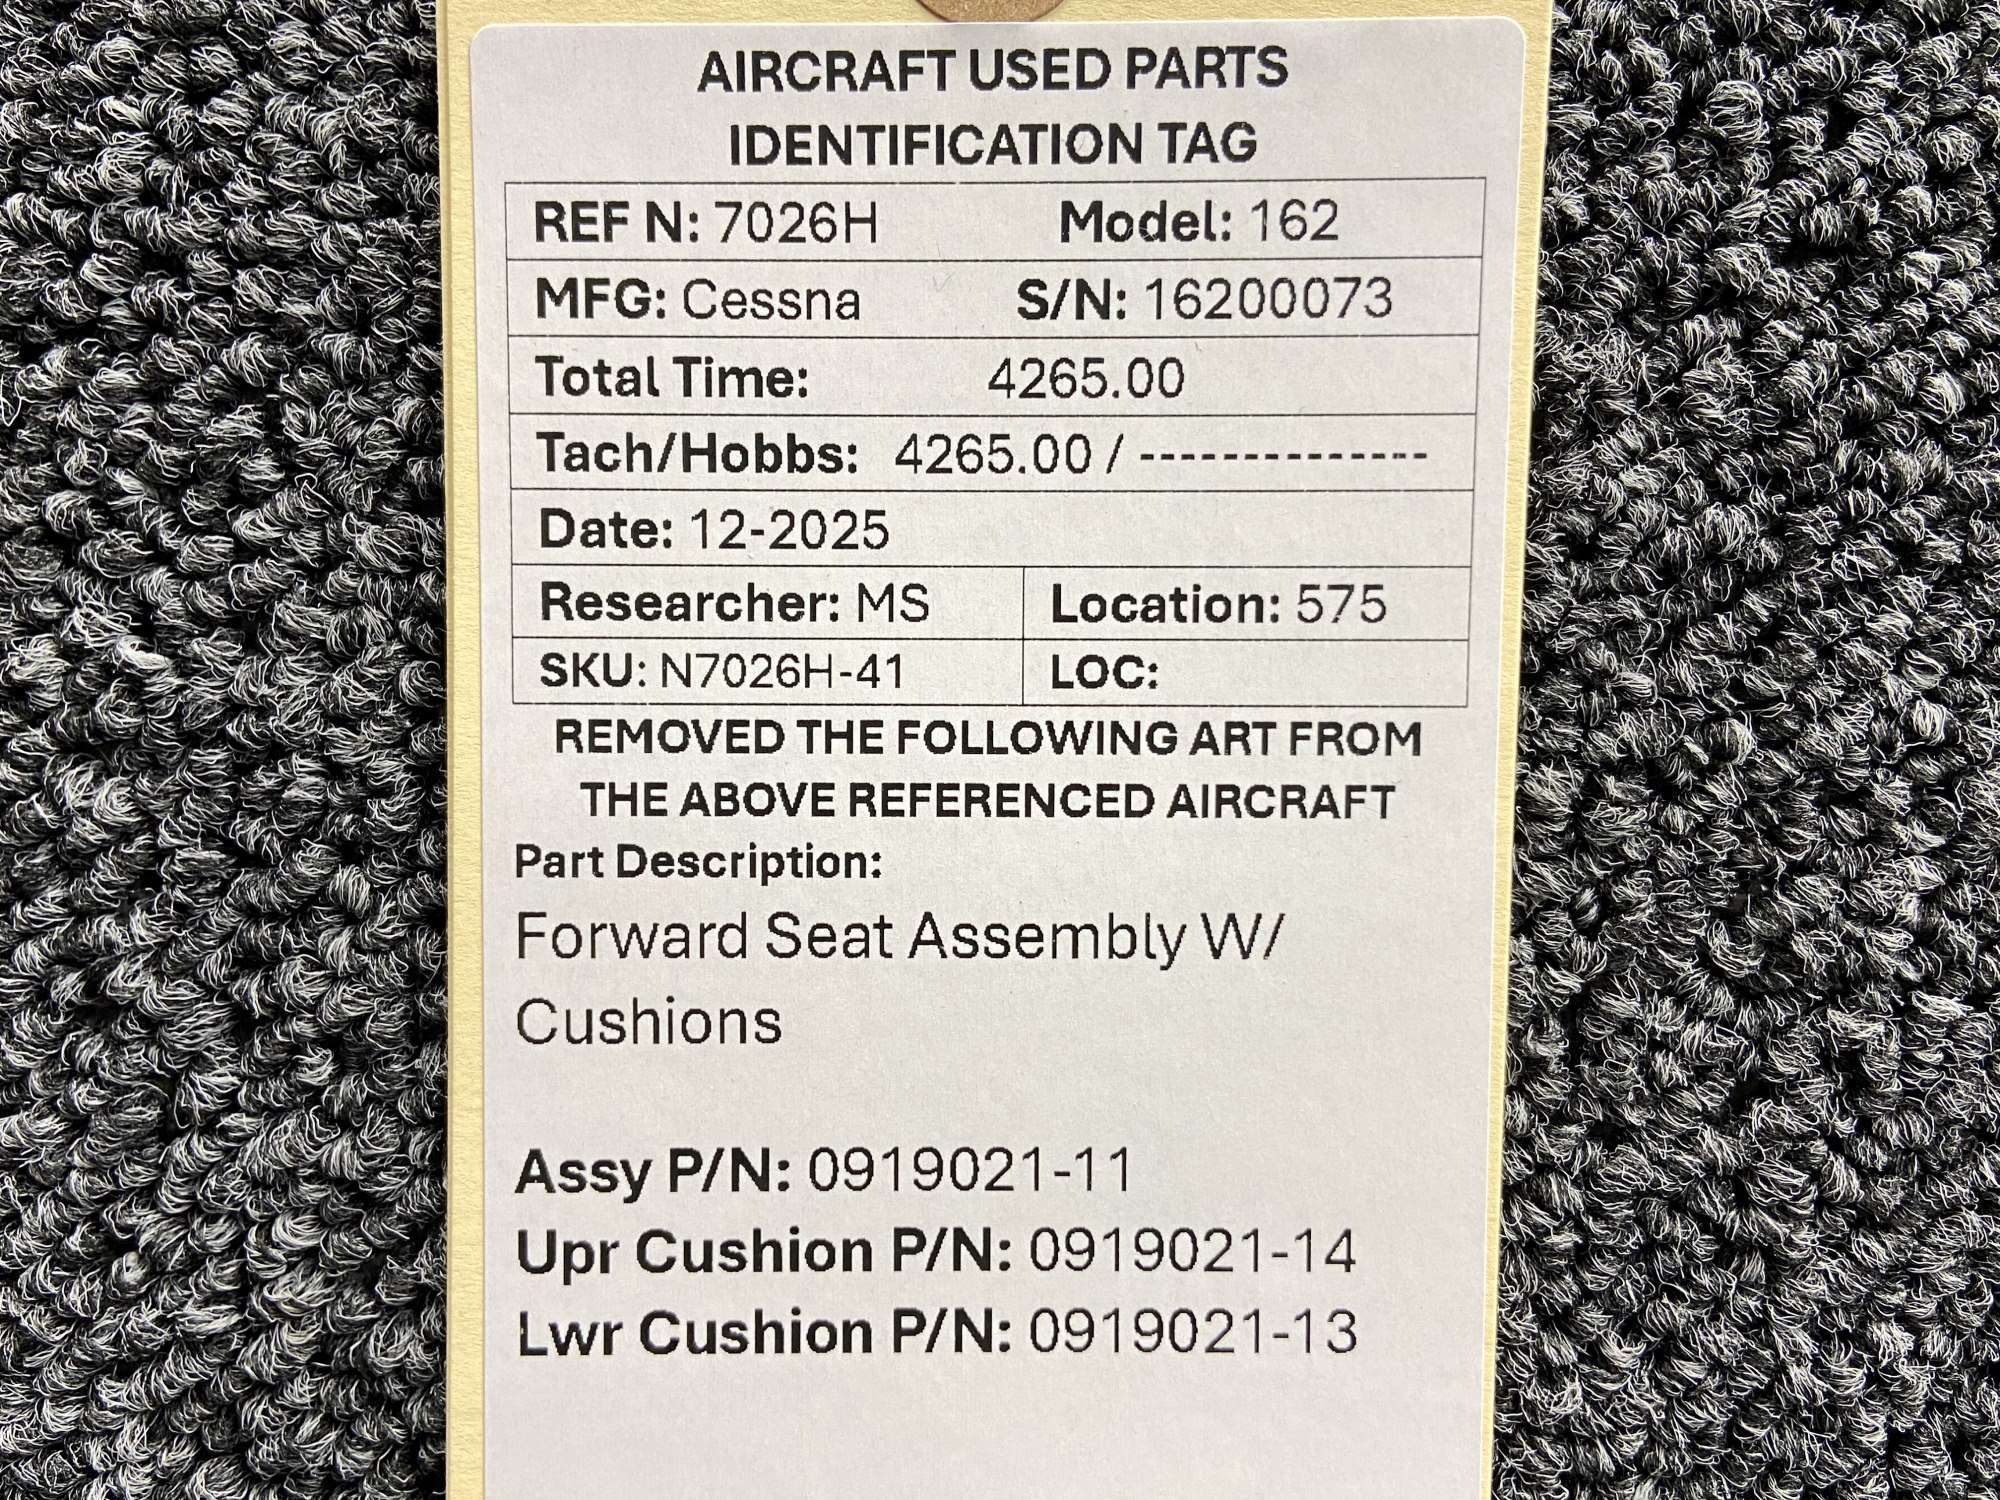 AIRCRAFT USED PARTS
IDENTIFICATION TAG
REF N: 7026H Model: 162
MFG: Cessna S/N: 16200073
Total Time: 4265.00
Tach/Hobbs: 4265.00 / --------------
Date: 12-2025
Researcher: MS Location: 575
SKU: N7026H-41 LOC:
REMOVED THE FOLLOWING ART FROM
THE ABOVE REFERENCED AIRCRAFT
Part Description:
Forward Seat Assembly W/
Cushions
Assy P/N: 0919021-11
Upr Cushion P/N: 0919021-14
Lwr Cushion P/N: 0919021-13